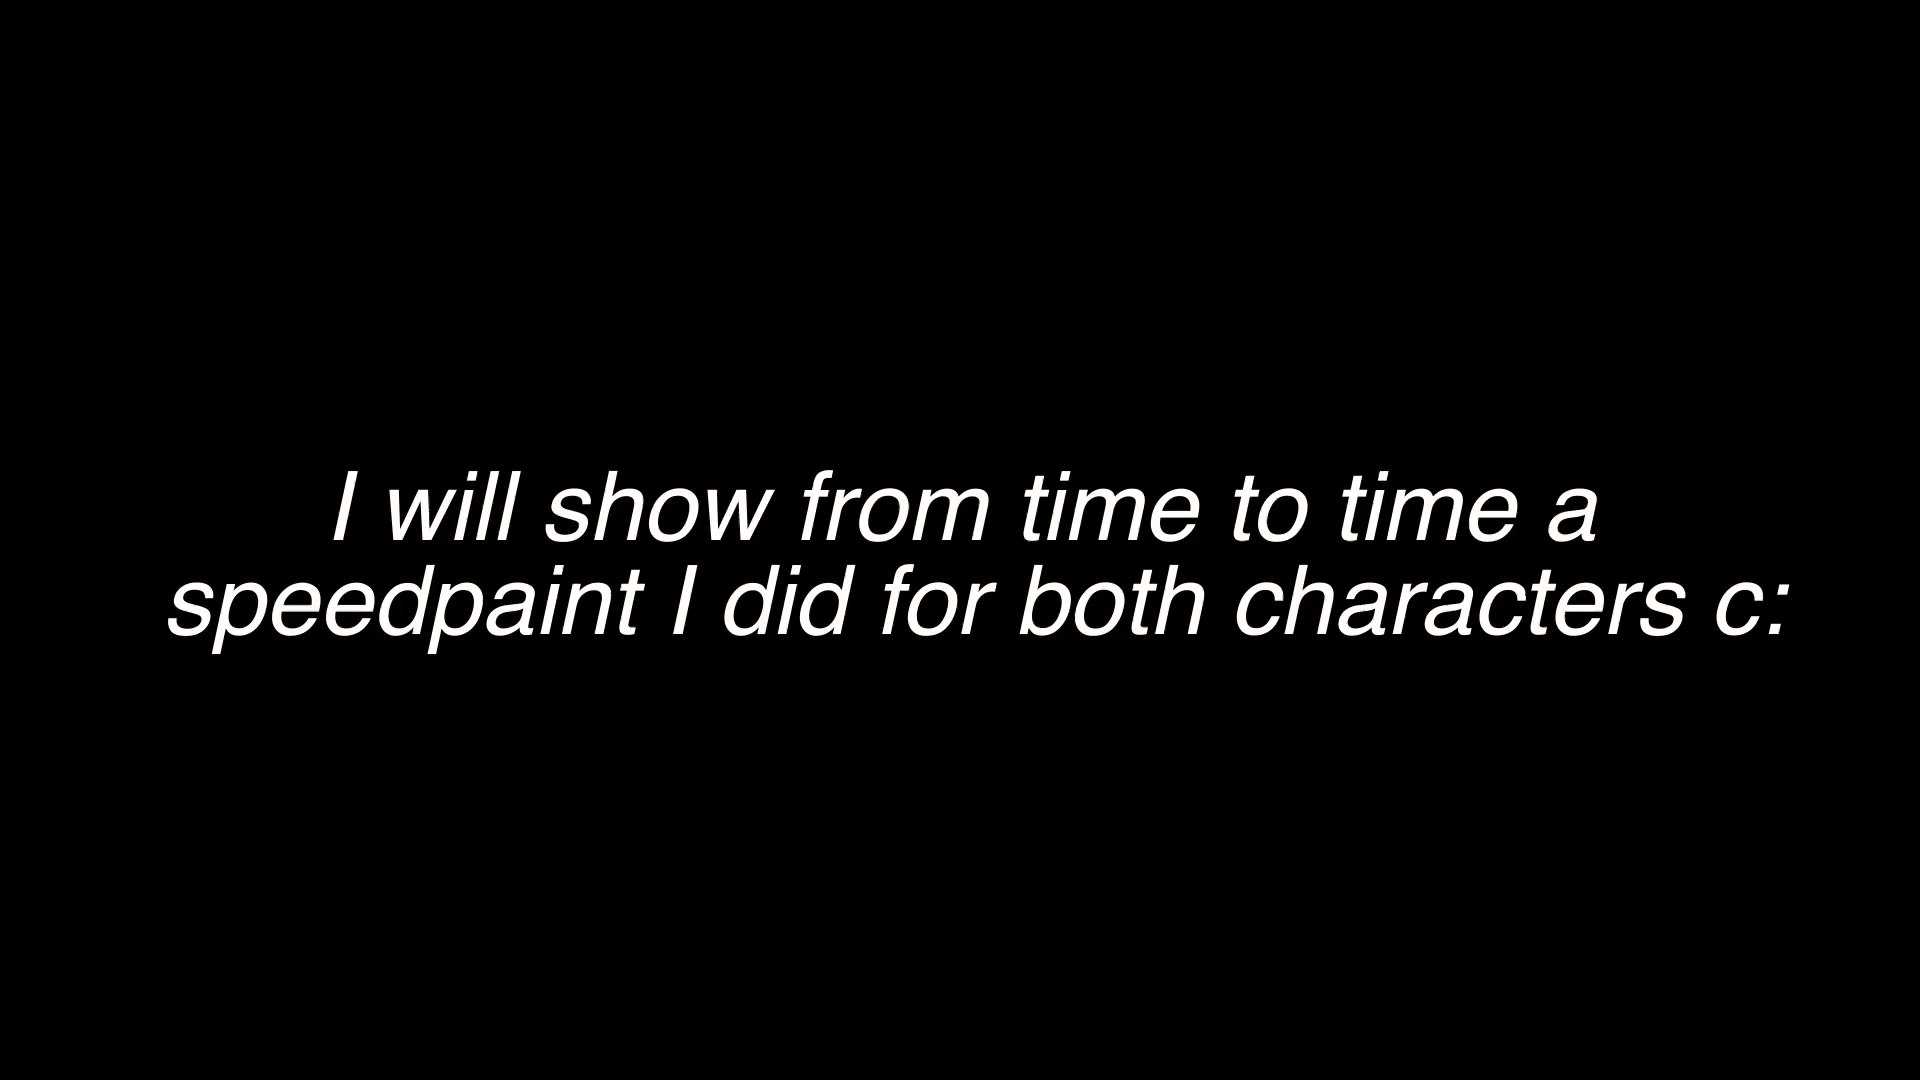 I will show from time to time a
speedpaint I did for both characters c: